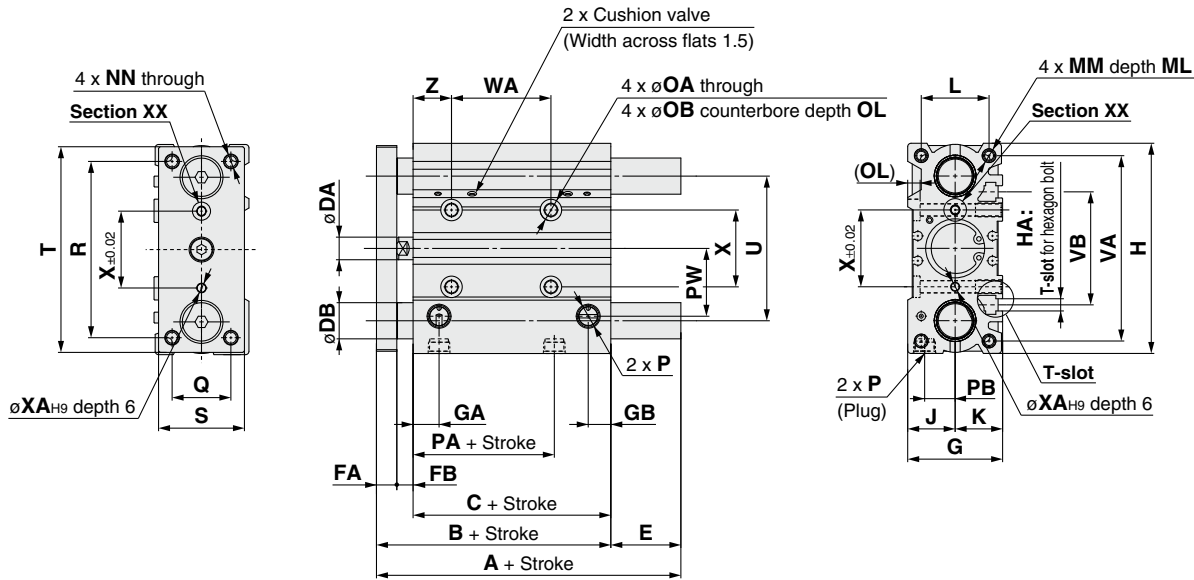 2 x Cushion valve
(Width across flats 1.5)
4 x NN through
Section XX
T
R
X±0.02
Q
S
øXAH9 depth 6
Z
WA
4 x øOA through
4 x øOB counterbore depth OL
øDA
øDB
X
U
PW
2 x P
GA
GB
PA + Stroke
FA
FB
C + Stroke
B + Stroke
E
A + Stroke
4 x MM depth ML
L
Section XX
(OL)
X±0.02
HA:
T-slot for hexagon bolt
VB
VA
H
T-slot
2 x P
(Plug)
PB
J
K
G
øXAH9 depth 6